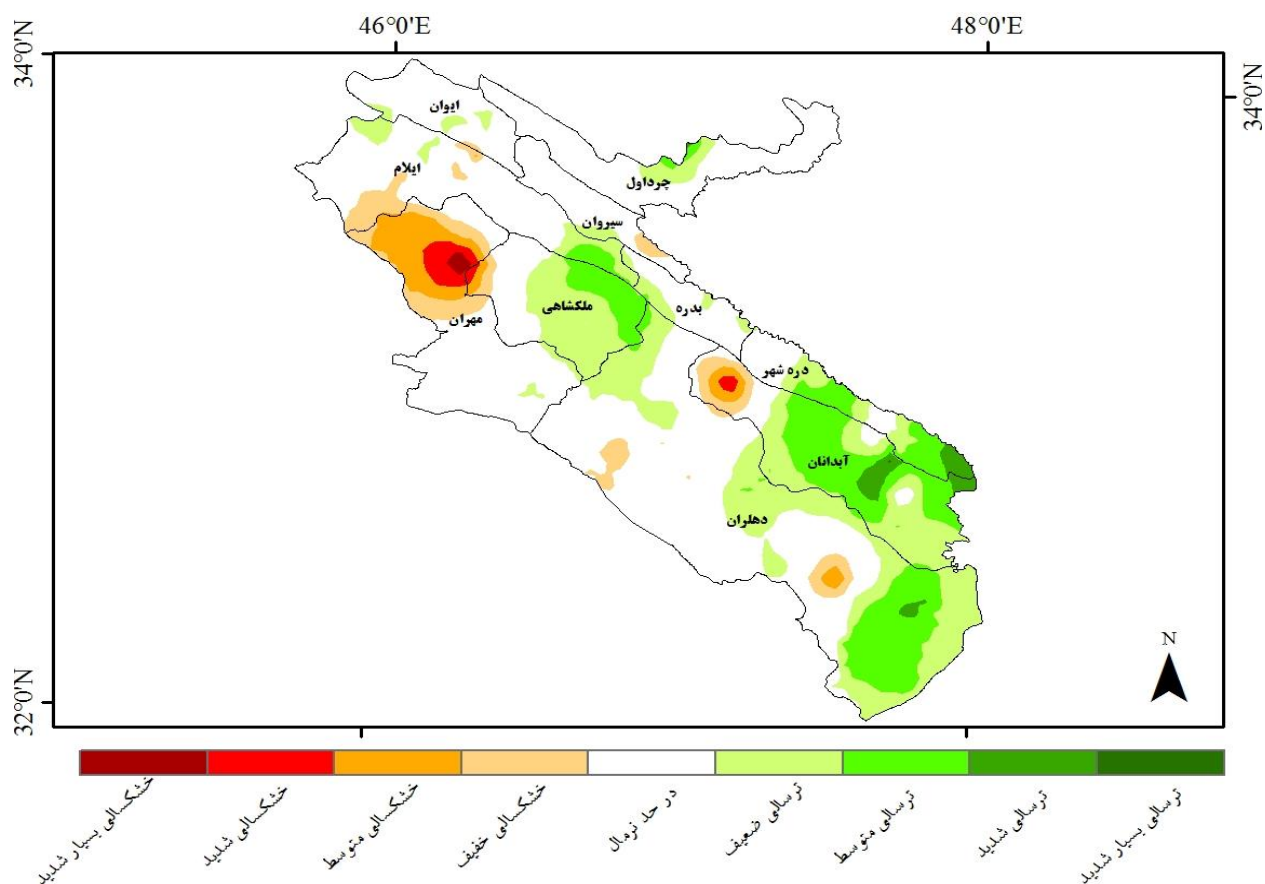 46°0'E
48°0'E
34°0'N
34°0'N
ایوان
ایلام
چرداول
سیروان
ملکشاهی
بدره
مهران
دره شهر
آبدانان
دهلران
N
32°0'N
خشکسالی بسیار شدید
خشکسالی شدید
خشکسالی متوسط
خشکسالی خفیف
در حد نرمال
ترسالی ضعیف
ترسالی متوسط
ترسالی شدید
ترسالی بسیار شدید